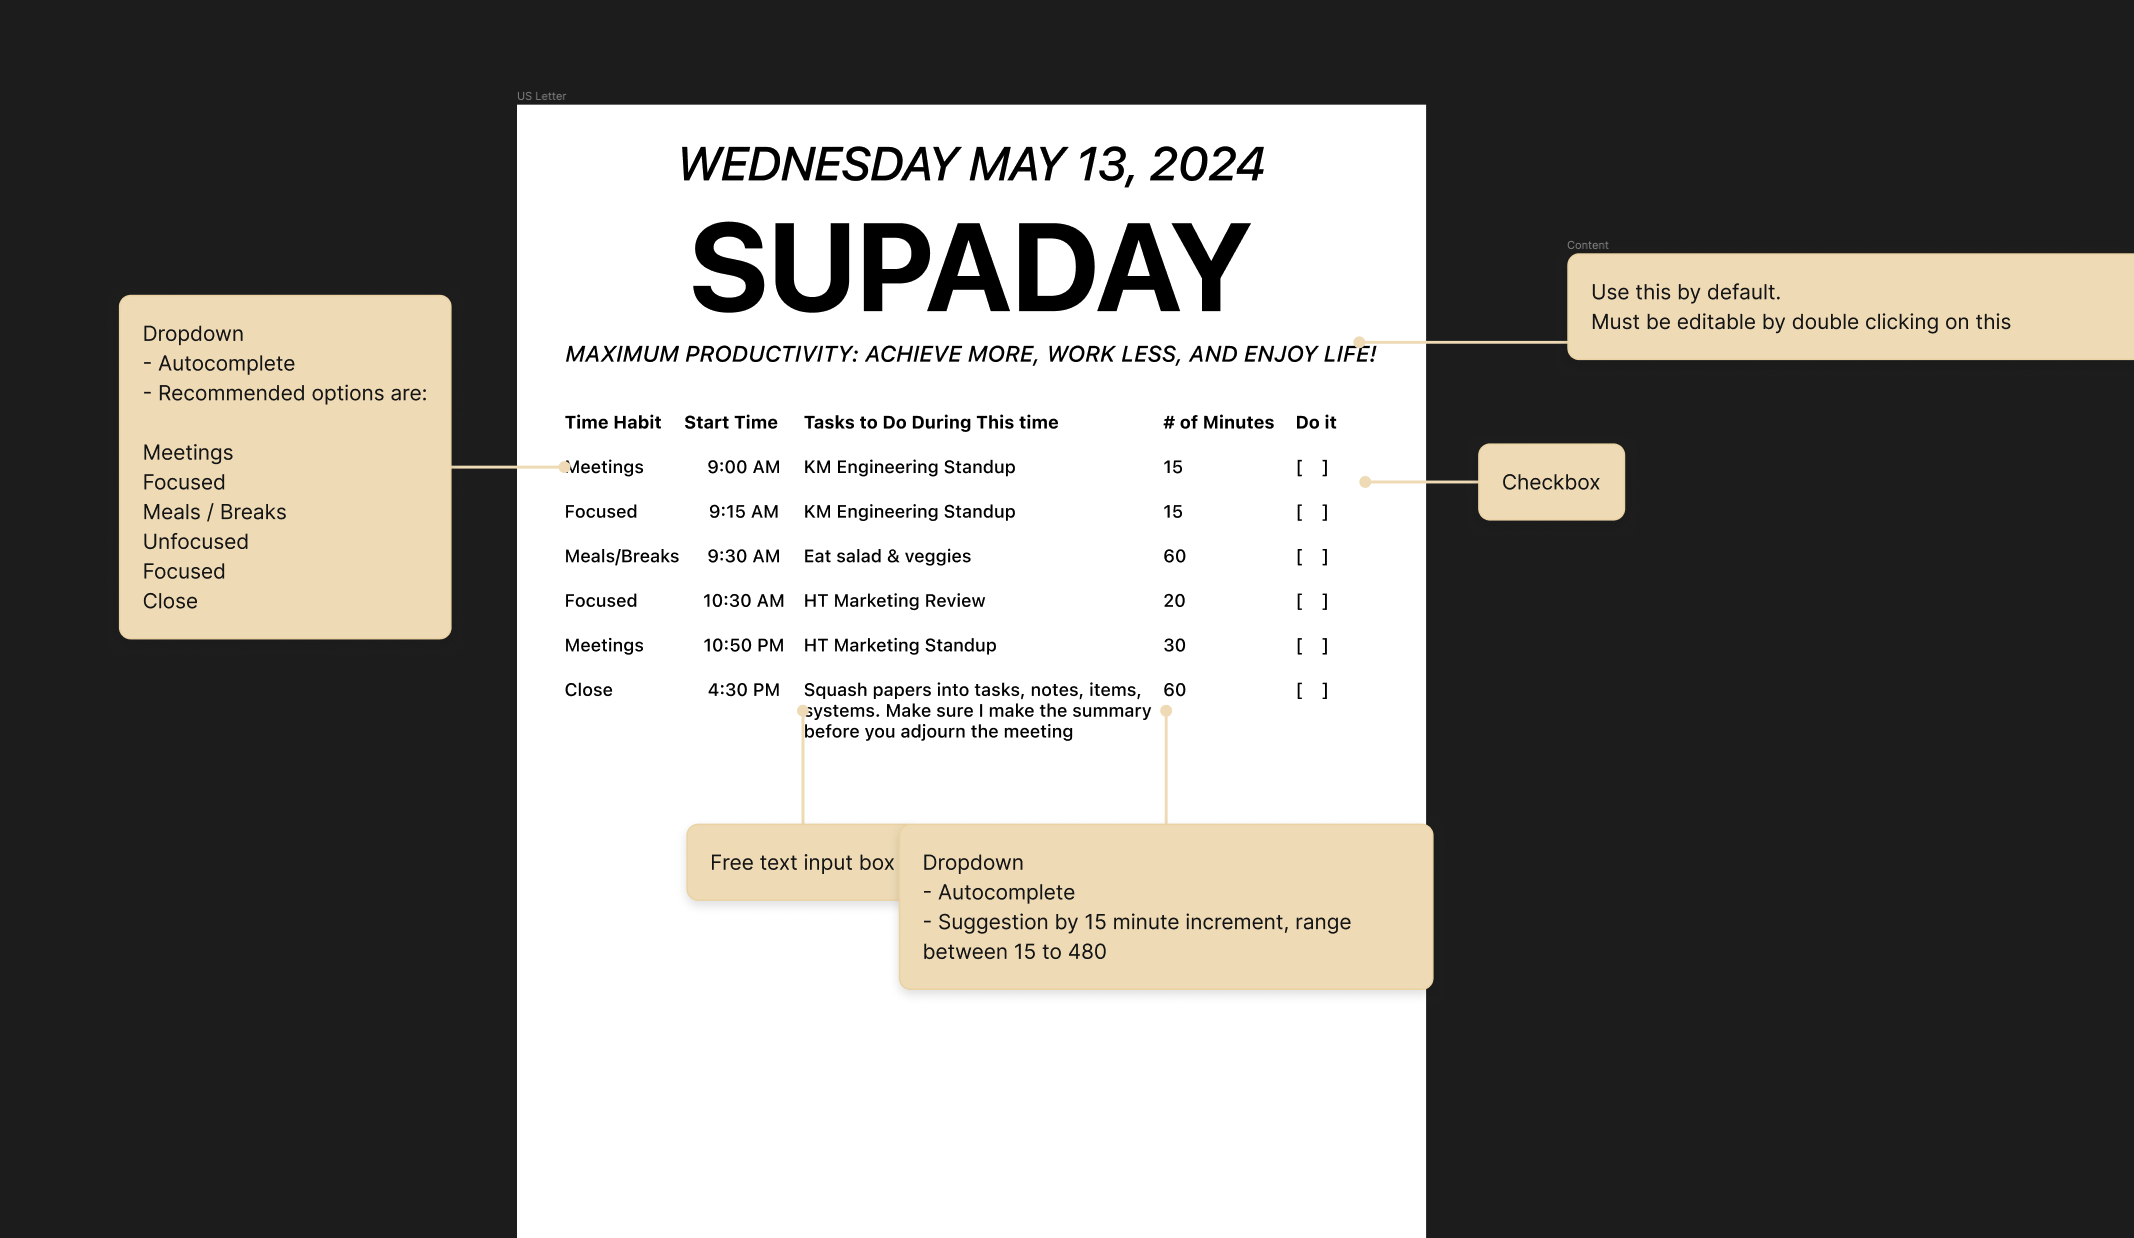 US Letter
WEDNESDAY MAY 13, 2024
SUPADAY
MAXIMUM PRODUCTIVITY: ACHIEVE MORE, WORK LESS, AND ENJOY LIFE!
Time Habit Start Time Tasks to Do During This time # of Minutes Do it
Meetings 9:00 AM KM Engineering Standup 15 [ ]
Focused 9:15 AM KM Engineering Standup 15 [ ]
Meals/Breaks 9:30 AM Eat salad & veggies 60 [ ]
Focused 10:30 AM HT Marketing Review 20 [ ]
Meetings 10:50 PM HT Marketing Standup 30 [ ]
Close 4:30 PM Squash papers into tasks, notes, items, 60 [ ]
systems. Make sure I make the summary
before you adjourn the meeting
Dropdown
- Autocomplete
- Recommended options are:
Meetings
Focused
Meals / Breaks
Unfocused
Focused
Close
Content
Use this by default.
Must be editable by double clicking on this
Checkbox
Free text input box
Dropdown
- Autocomplete
- Suggestion by 15 minute increment, range
between 15 to 480